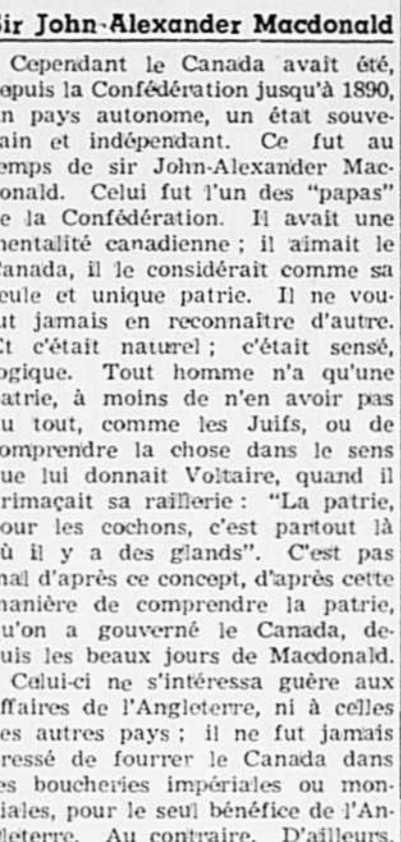 Sir John-Alexander Macdonald
Cependant le Canada avait été,
epuis la Confédération jusqu'à 1890,
n pays autonome, un état souve-
ain et indépendant. Ce fut au
emps de sir John-Alexander Mac-
onald. Celui fut l'un des "papas"
e la Confédération. Il avait une
mentalité canadienne ; il aimait le
Canada, il le considérait comme sa
eule et unique patrie. Il ne vou-
ut jamais en reconnaître d'autre.
Et c'était naturel ; c'était sensé,
ogique. Tout homme n'a qu'une
atrie, à moins de n'en avoir pas
u tout, comme les Juifs, ou de
omprendre la chose dans le sens
ue lui donnait Voltaire, quand il
rimaçait sa raillerie : "La patrie,
our les cochons, c'est partout là
ù il y a des glands". C'est pas
mal d'après ce concept, d'après cette
manière de comprendre la patrie,
u'on a gouverné le Canada, de-
uis les beaux jours de Macdonald.
Celui-ci ne s'intéressa guère aux
ffaires de l'Angleterre, ni à celles
es autres pays ; il ne fut jamais
ressé de fourrer le Canada dans
es boucheries impériales ou mon-
iales, pour le seul bénéfice de l'An-
leterre. Au contraire. D'ailleurs,